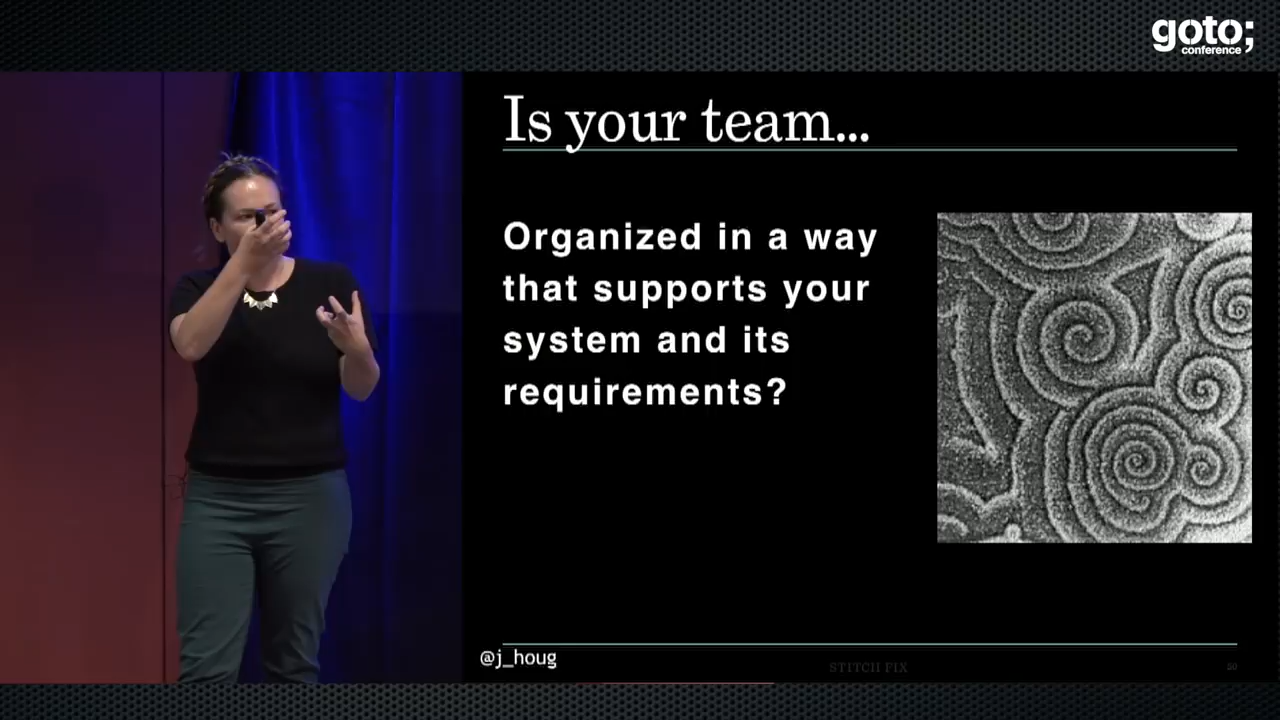 goto;
conference
Is your team...
Organized in a way
that supports your
system and its
requirements?
@j_houg
STITCH FIX